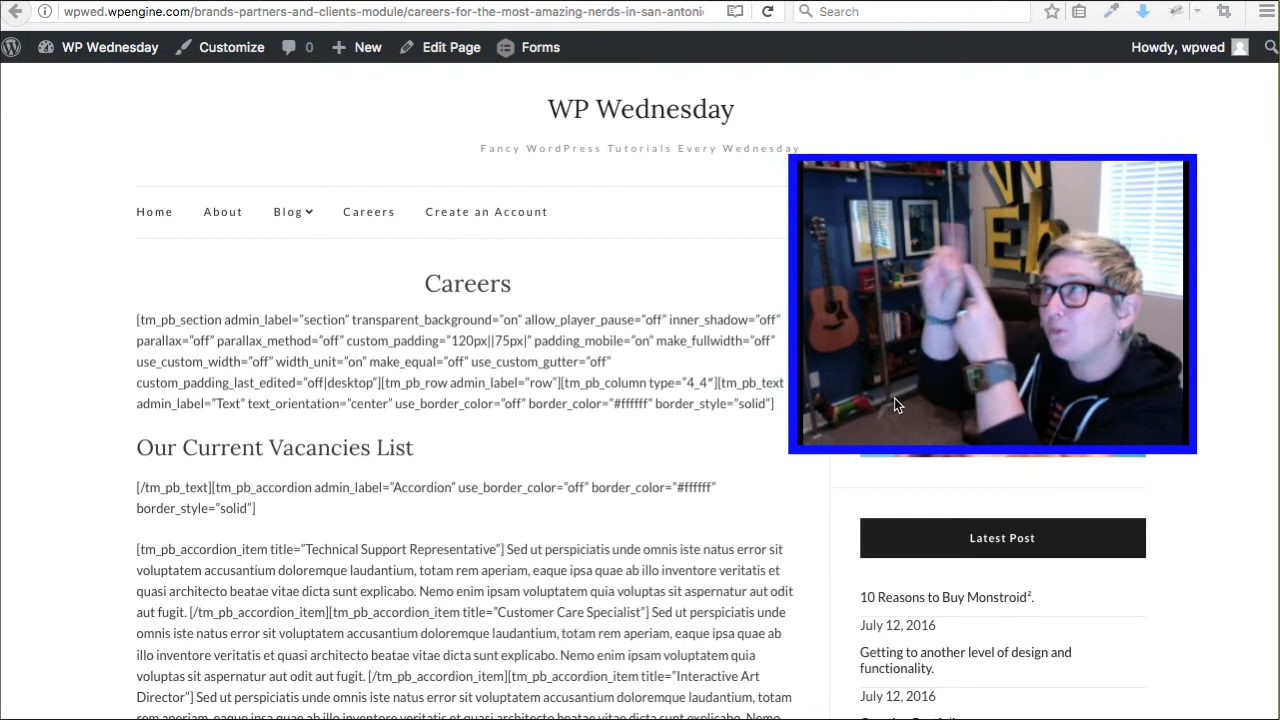 wpwed.wpengine.com/brands-partners-and-clients-module/careers-for-the-most-amazing-nerds-in-san-antoni
Search
WP Wednesday
Customize
0
New
Edit Page
Forms
Howdy, wpwed
WP Wednesday
Fancy WordPress Tutorials Every Wednesday
Home
About
Blog
Careers
Create an Account
Careers
[tm_pb_section admin_label="section" transparent_background="on" allow_player_pause="off" inner_shadow="off"
parallax="off" parallax_method="off" custom_padding="120px||75px|" padding_mobile="on" make_fullwidth="off"
use_custom_width="off" width_unit="on" make_equal="off" use_custom_gutter="off"
custom_padding_last_edited="off|desktop"][tm_pb_row admin_label="row"][tm_pb_column type="4_4″][tm_pb_text
admin_label="Text" text_orientation="center" use_border_color="off" border_color="#ffffff" border_style="solid"]
Our Current Vacancies List
[/tm_pb_text][tm_pb_accordion admin_label="Accordion" use_border_color="off" border_color="#ffffff"
border_style="solid"]
[tm_pb_accordion_item title="Technical Support Representative"] Sed ut perspiciatis unde omnis iste natus error sit
voluptatem accusantium doloremque laudantium, totam rem aperiam, eaque ipsa quae ab illo inventore veritatis et
quasi architecto beatae vitae dicta sunt explicabo. Nemo enim ipsam voluptatem quia voluptas sit aspernatur aut odit
aut fugit. [/tm_pb_accordion_item][tm_pb_accordion_item title="Customer Care Specialist"] Sed ut perspiciatis unde
omnis iste natus error sit voluptatem accusantium doloremque laudantium, totam rem aperiam, eaque ipsa quae ab
illo inventore veritatis et quasi architecto beatae vitae dicta sunt explicabo. Nemo enim ipsam voluptatem quia
voluptas sit aspernatur aut odit aut fugit. [/tm_pb_accordion_item][tm_pb_accordion_item title="Interactive Art
Director"] Sed ut perspiciatis unde omnis iste natus error sit voluptatem accusantium doloremque laudantium, totam
rem aperiam, eaque ipsa quae ab illo inventore veritatis et quasi architecto beatae vitae dicta sunt explicabo. Nemo
Latest Post
10 Reasons to Buy Monstroid².
July 12, 2016
Getting to another level of design and
functionality.
July 12, 2016